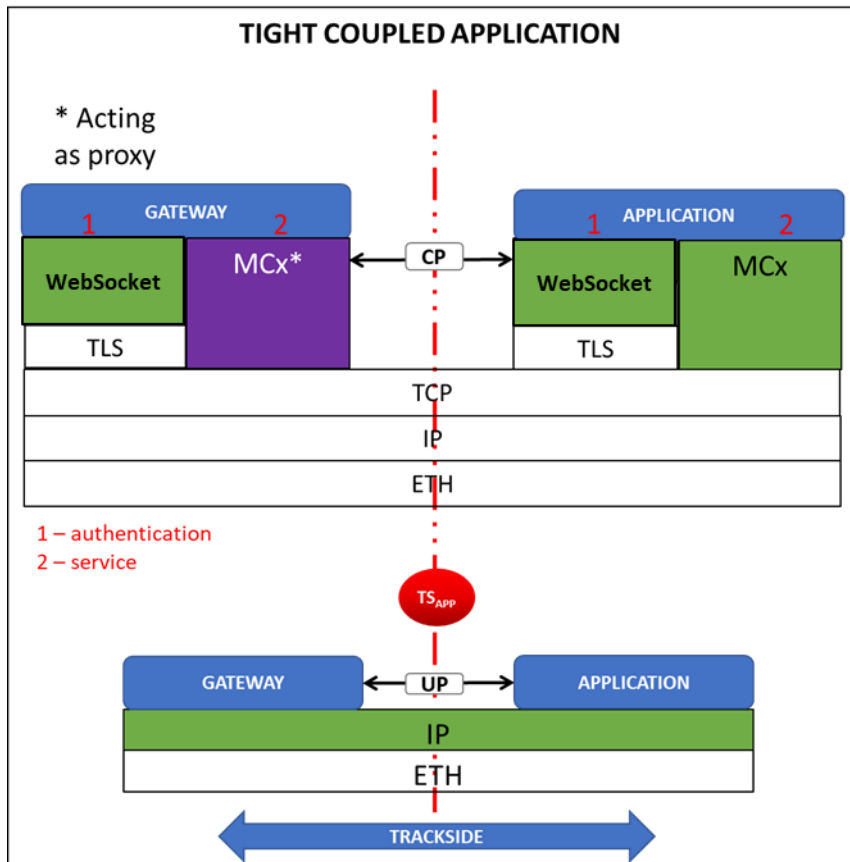 TIGHT COUPLED APPLICATION
* Acting
as proxy
1
GATEWAY
2
1
APPLICATION
2
WebSocket
MCx*
CP
WebSocket
MCx
TLS
TLS
TCP
IP
ETH
1 – authentication
2 – service
TSAPP
GATEWAY
UP
APPLICATION
IP
ETH
TRACKSIDE